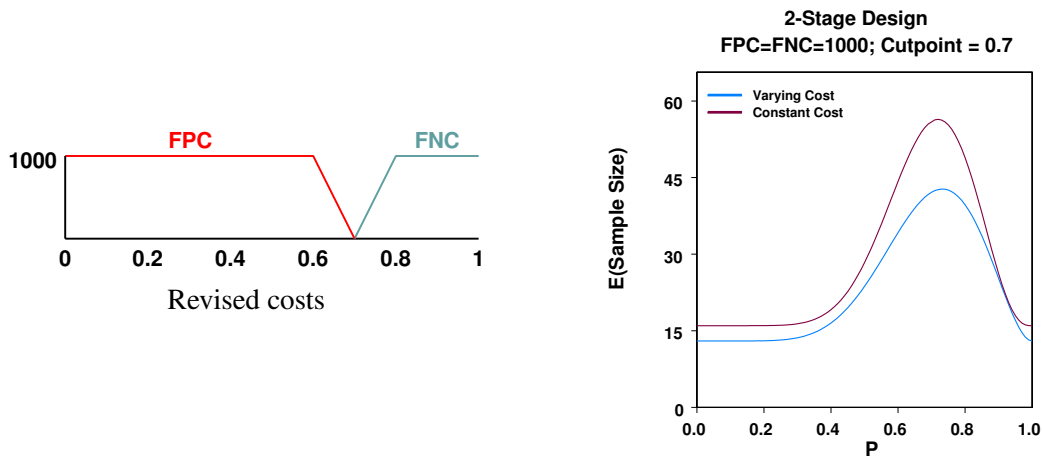 FPC
FNC
1000
0 0.2 0.4 0.6 0.8 1
Revised costs
2-Stage Design
FPC=FNC=1000; Cutpoint = 0.7
Varying Cost
Constant Cost
E(Sample Size)
60
45
30
15
0
0.0 0.2 0.4 0.6 0.8 1.0
P